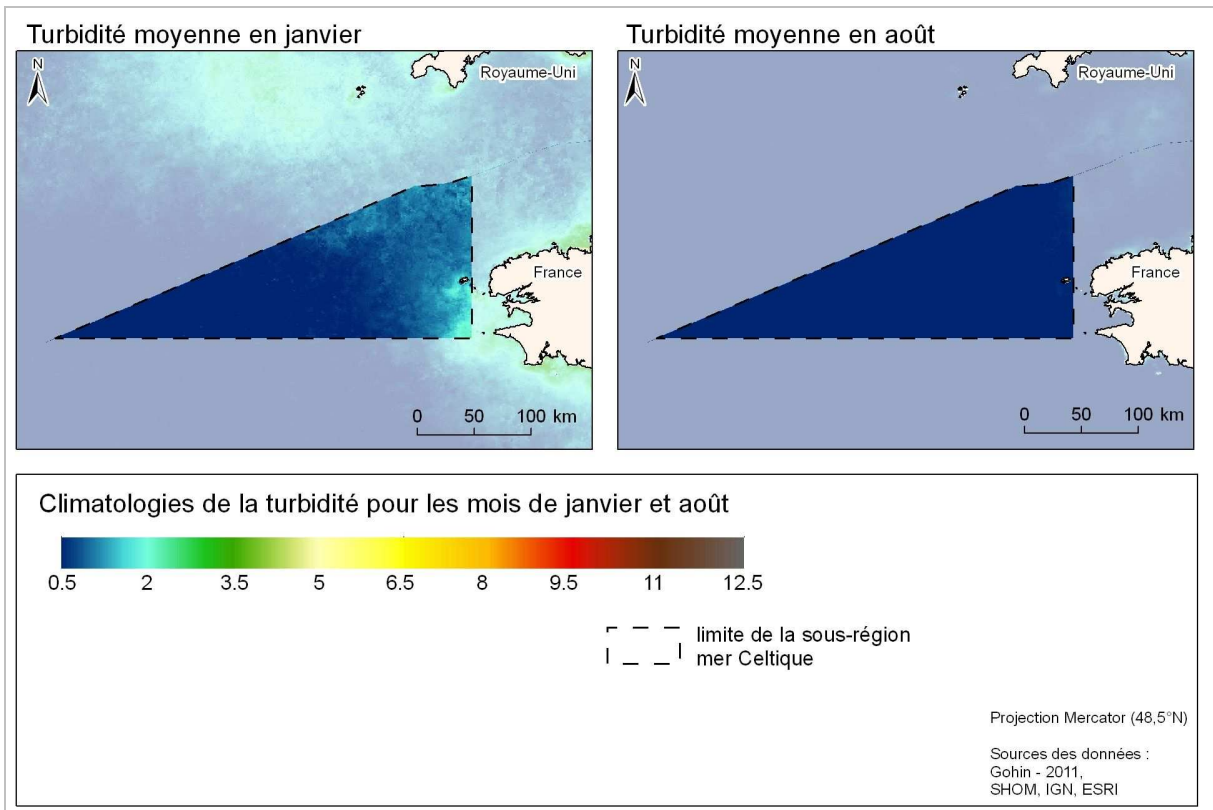 Turbidité moyenne en janvier
N
Royaume-Uni
France
0 50 100 km
Turbidité moyenne en août
N
Royaume-Uni
France
0 50 100 km
Climatologies de la turbidité pour les mois de janvier et août
0.5 2 3.5 5 6.5 8 9.5 11 12.5
limite de la sous-région
mer Celtique
Projection Mercator (48,5°N)
Sources des données :
Gohin - 2011,
SHOM, IGN, ESRI